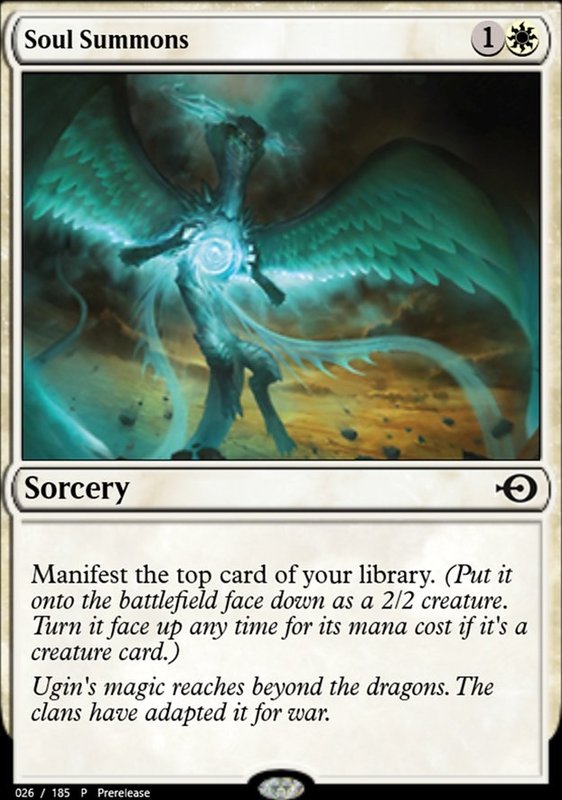 Soul Summons 1
Sorcery
Manifest the top card of your library. (Put it
onto the battlefield face down as a 2/2 creature.
Turn it face up any time for its mana cost if it's a
creature card.)
Ugin's magic reaches beyond the dragons. The
clans have adapted it for war.
026 / 185 P Prerelease